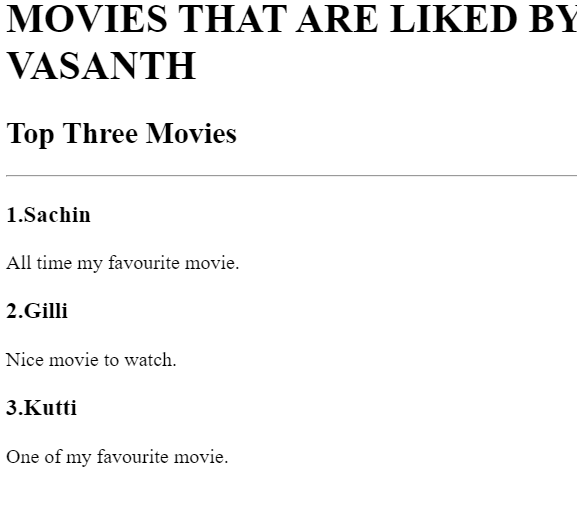 MOVIES THAT ARE LIKED BY
VASANTH
Top Three Movies
1.Sachin
All time my favourite movie.
2.Gilli
Nice movie to watch.
3.Kutti
One of my favourite movie.